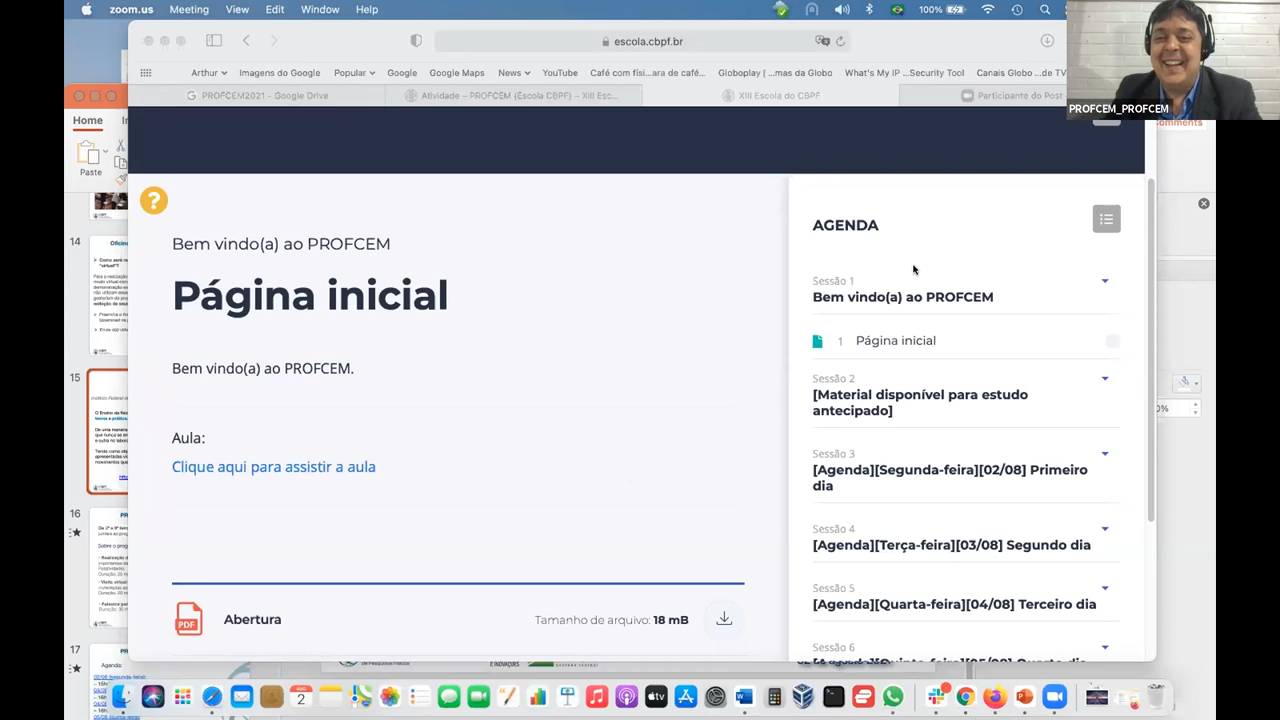 zoom.us Meeting View Edit Window Help
100%
escola.cbpf.br
Arthur Imagens do Google Popular Google Google Maps News YouTube Café com físi...ara de café... Globoplay |...mas da Globo What's My IP ...Security Tool Canais Globo ...de TV
PROFCEM2021 - Google Drive
Atividade – PROFCEM (Escola CBPF) – XIII Esc...
XIII Escola do CBPF
Participante do Post
PROFCEM_PROFCEM
Home
Comments
Paste
14
15
16
17
Bem vindo(a) ao PROFCEM
Página inicial
Bem vindo(a) ao PROFCEM.
Aula:
Clique aqui para assistir a aula
PDF
Abertura
Tamanho de arquivo: 18 mB
AGENDA
Sessão 1
Bem vindo(a) ao PROFCEM
1 Página inicial
Sessão 2
[Material disponível para estudo
antecipado]
Sessão 3
[Agenda][Segunda-feira][02/08] Primeiro
dia
Sessão 4
[Agenda][Terça-feira][03/08] Segundo dia
Sessão 5
[Agenda][Quarta-feira][04/08] Terceiro dia
Sessão 6
AUG
2